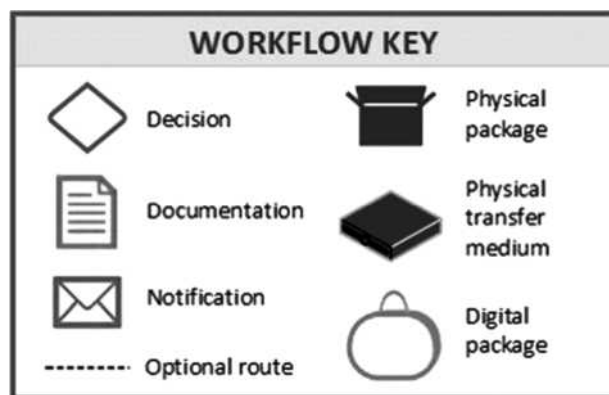 WORKFLOW KEY
Decision
Documentation
Notification
Optional route
Physical
package
Physical
transfer
medium
Digital
package